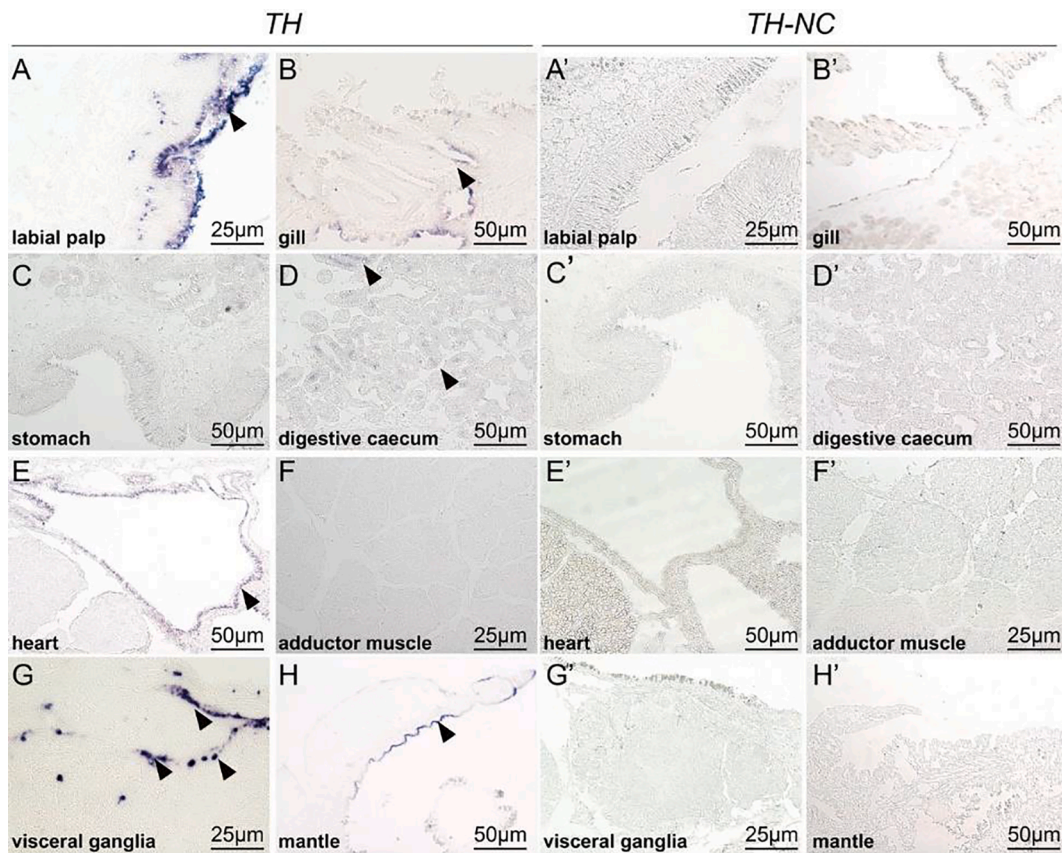 TH TH-NC
A B A' B'
labial palp 25µm gill 50µm labial palp 25µm gill 50µm
C D C' D'
stomach 50µm digestive caecum 50µm stomach 50µm digestive caecum 50µm
E F E' F'
heart 50µm adductor muscle 25µm heart 50µm adductor muscle 25µm
G H G' H'
visceral ganglia 25µm mantle 50µm visceral ganglia 25µm mantle 50µm